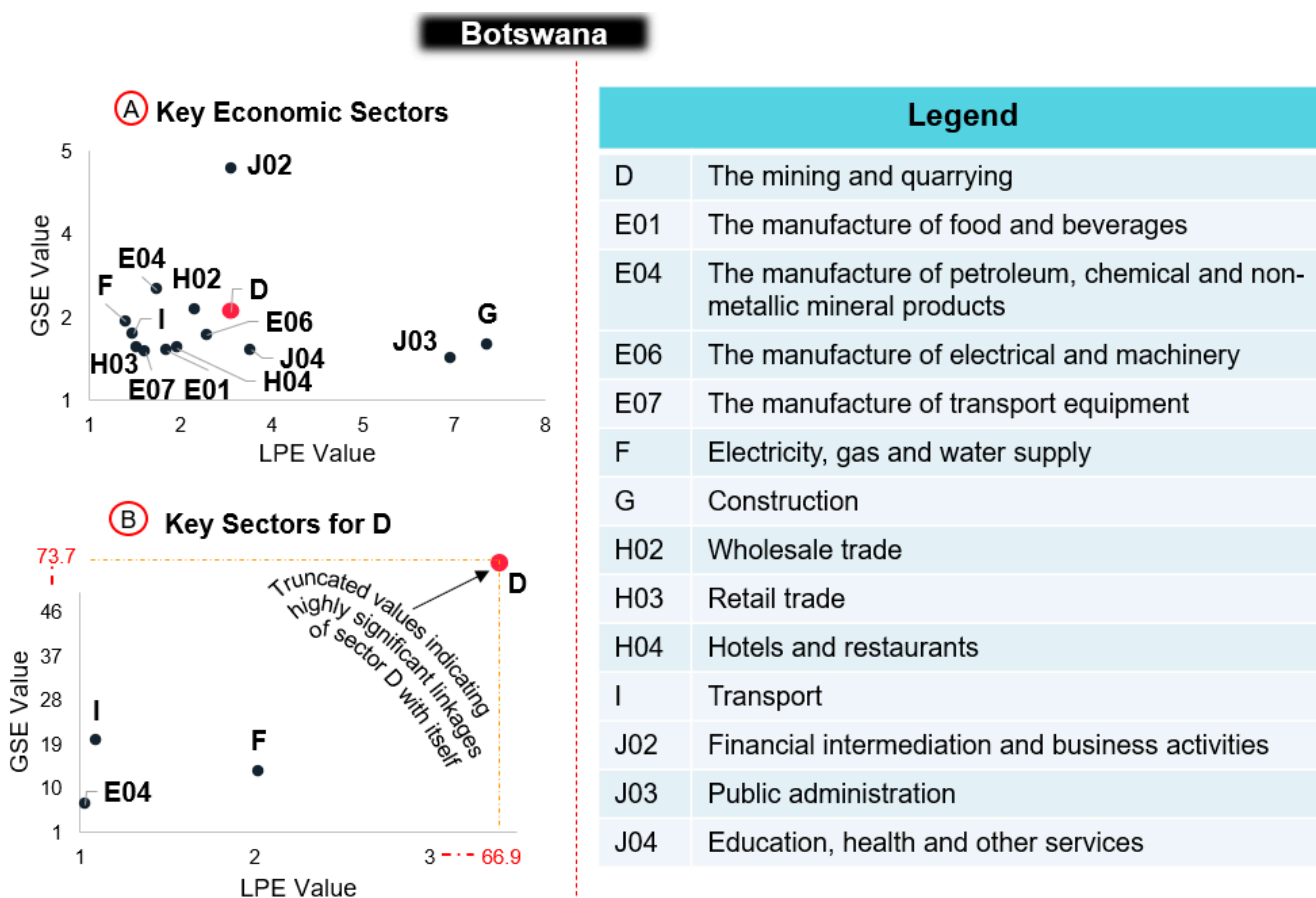 Botswana
A Key Economic Sectors
5
4
2
1
GSE Value
J02
E04
H02
F
D
I
E06
G
J03
H03
J04
E07
E01
H04
1 2 4 5 7 8
LPE Value
B Key Sectors for D
73.7
46
37
28
19
10
1
GSE Value
D
Truncated values indicating
highly significant linkages
of sector D with itself
I
F
E04
1 2 3 66.9
LPE Value
Legend
D The mining and quarrying
E01 The manufacture of food and beverages
E04 The manufacture of petroleum, chemical and non-
metallic mineral products
E06 The manufacture of electrical and machinery
E07 The manufacture of transport equipment
F Electricity, gas and water supply
G Construction
H02 Wholesale trade
H03 Retail trade
H04 Hotels and restaurants
I Transport
J02 Financial intermediation and business activities
J03 Public administration
J04 Education, health and other services